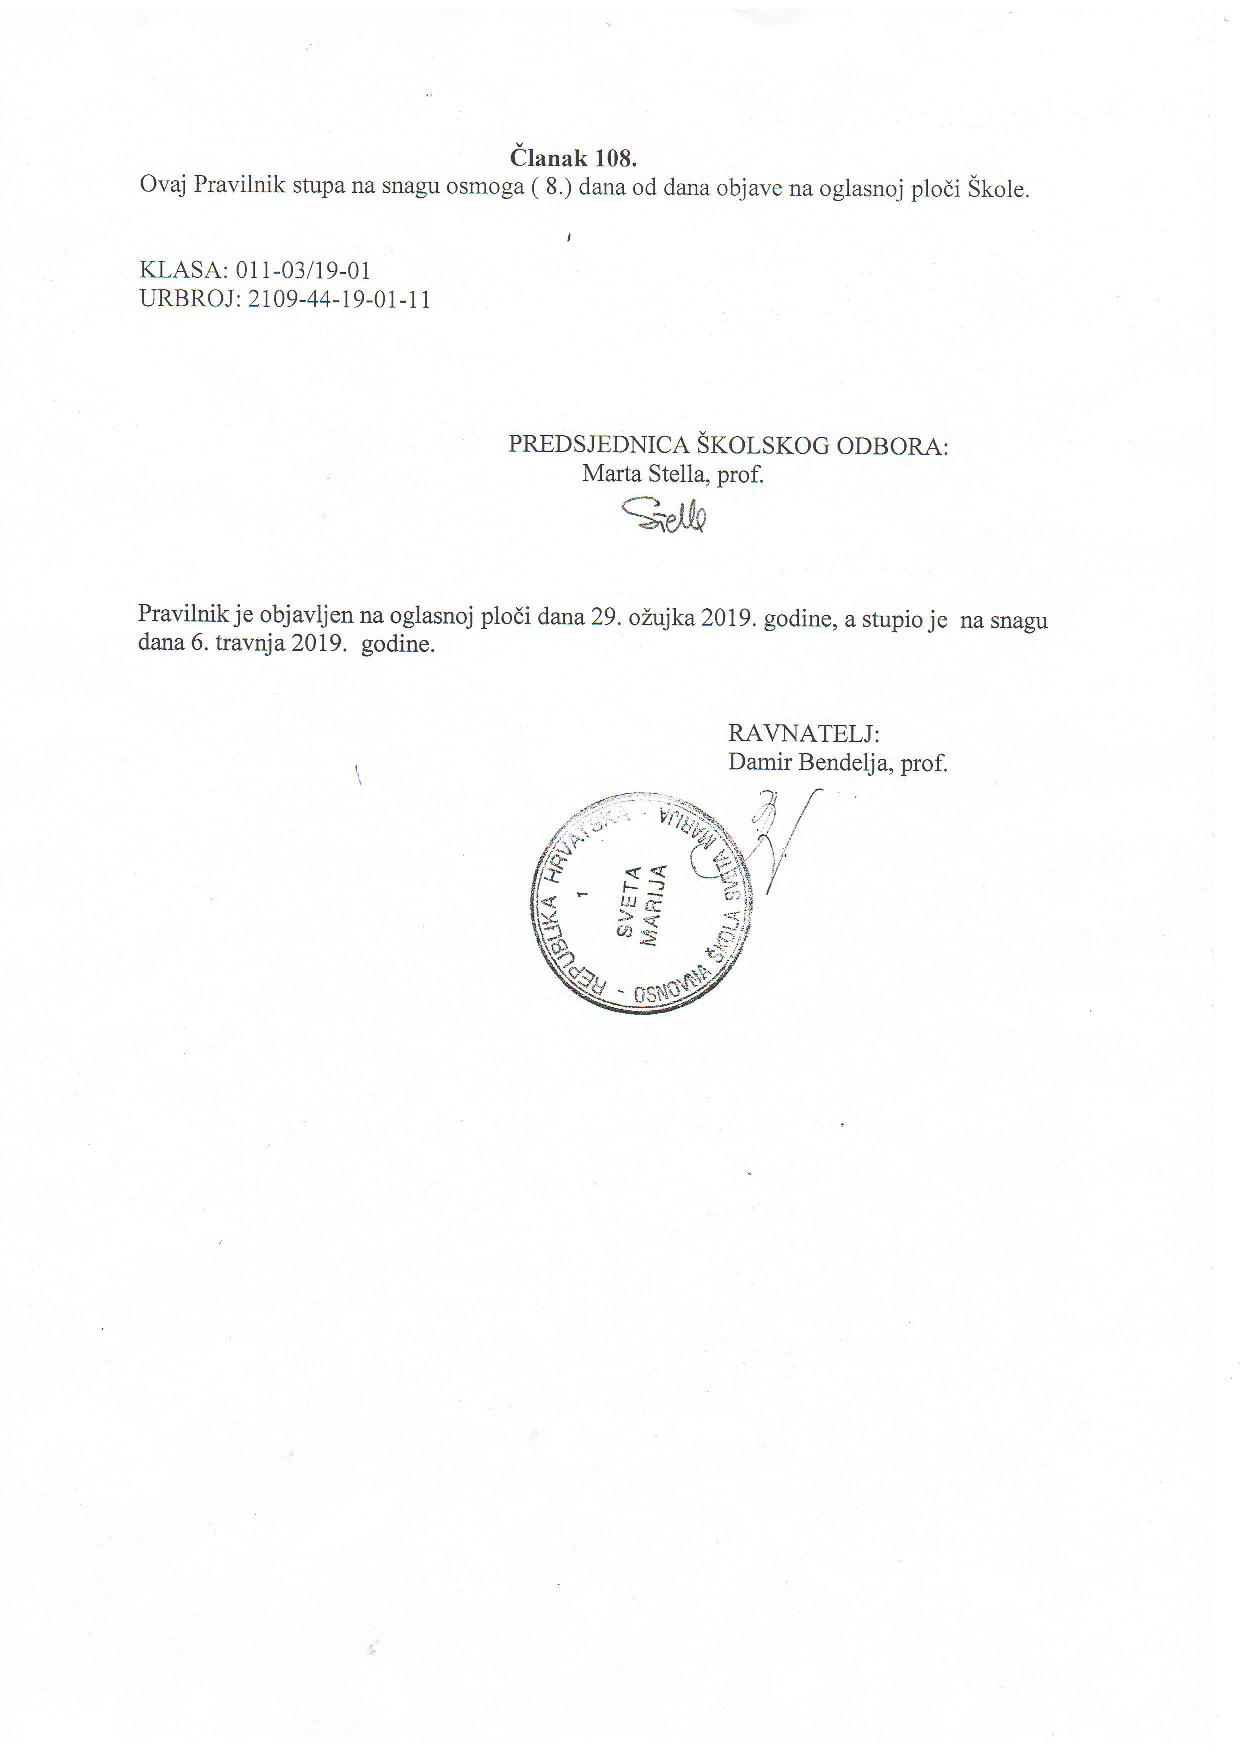 Članak 108.
Ovaj Pravilnik stupa na snagu osmoga ( 8.) dana od dana objave na oglasnoj ploči Škole.
KLASA: 011-03/19-01
URBROJ: 2109-44-19-01-11
PREDSJEDNICA ŠKOLSKOG ODBORA:
Marta Stella, prof.
Stella
Pravilnik je objavljen na oglasnoj ploči dana 29. ožujka 2019. godine, a stupio je  na snagu
dana 6. travnja 2019.  godine.
RAVNATELJ:
Damir Bendelja, prof.
REPUBLIKA HRVATSKA - OSNOVNA ŠKOLA SVETA MARIJA -
1
SVETA
MARIJA